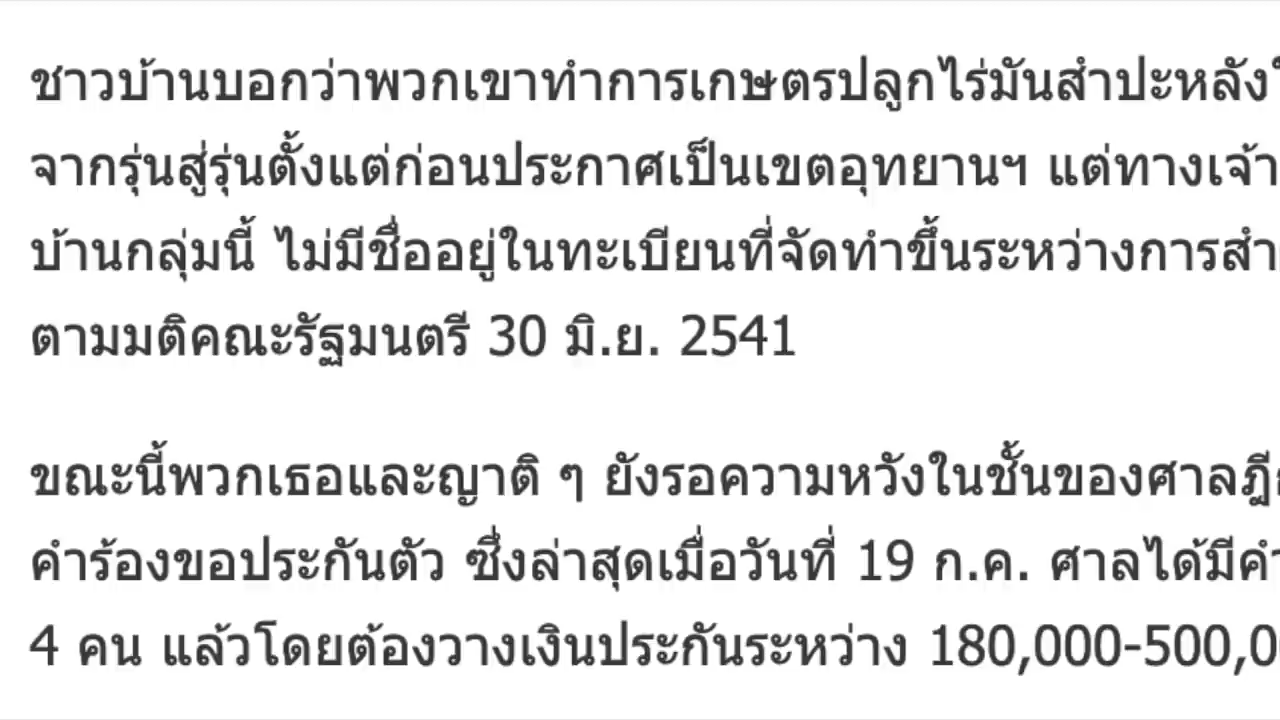 ชาวบ้านบอกว่าพวกเขาทำการเกษตรปลูกไร่มันสำปะหลัง
จากรุ่นสู่รุ่นตั้งแต่ก่อนประกาศเป็นเขตอุทยานฯ แต่ทางเจ้า
บ้านกลุ่มนี้ ไม่มีชื่ออยู่ในทะเบียนที่จัดทำขึ้นระหว่างการสำ
ตามมติคณะรัฐมนตรี 30 มิ.ย. 2541
ขณะนี้พวกเธอและญาติ ๆ ยังรอความหวังในชั้นของศาลฎี
คำร้องขอประกันตัว ซึ่งล่าสุดเมื่อวันที่ 19 ก.ค. ศาลได้มีคำ
4 คน แล้วโดยต้องวางเงินประกันระหว่าง 180,000-500,0